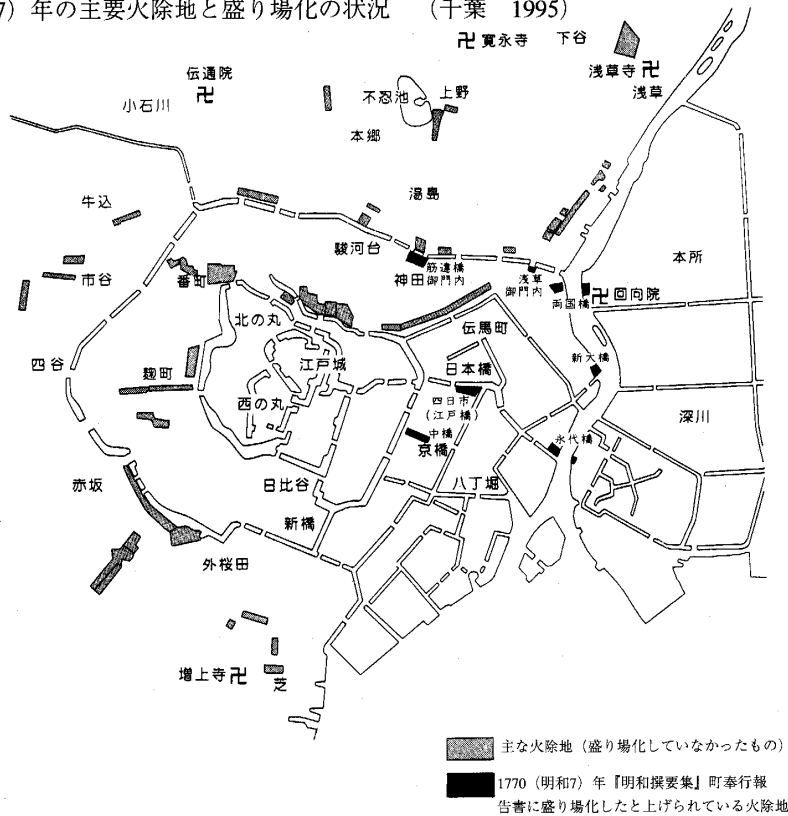 7）年の主要火除地と盛り場化の状況　（千葉　1995）
卍 寛永寺
下谷
伝通院
卍
浅草寺 卍
浅草
小石川
不忍池
上野
本郷
湯島
牛込
駿河台
本所
市谷
番町
神田
筋違橋
御門内
浅草
御門内
両国橋
卍 回向院
北の丸
伝馬町
四谷
麹町
江戸城
日本橋
新大橋
西の丸
四日市
（江戸橋）
深川
中橋
京橋
永代橋
赤坂
日比谷
八丁堀
新橋
外桜田
増上寺 卍
芝
主な火除地（盛り場化していなかったもの）
1770（明和7）年『明和撰要集』町奉行報
告書に盛り場化したと上げられている火除地